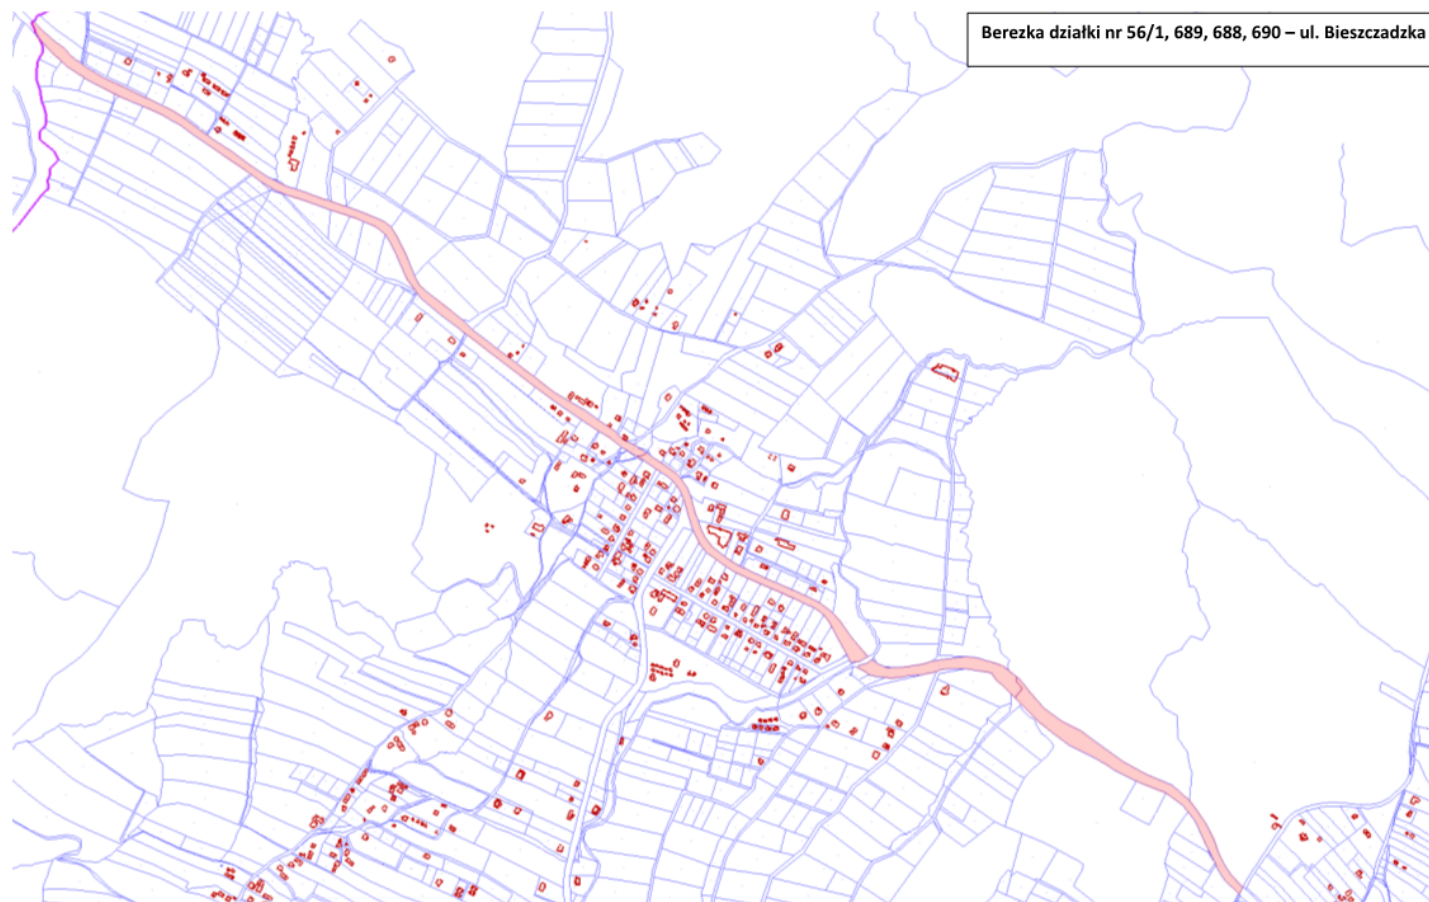 Berezka działki nr 56/1, 689, 688, 690 – ul. Bieszczadzka